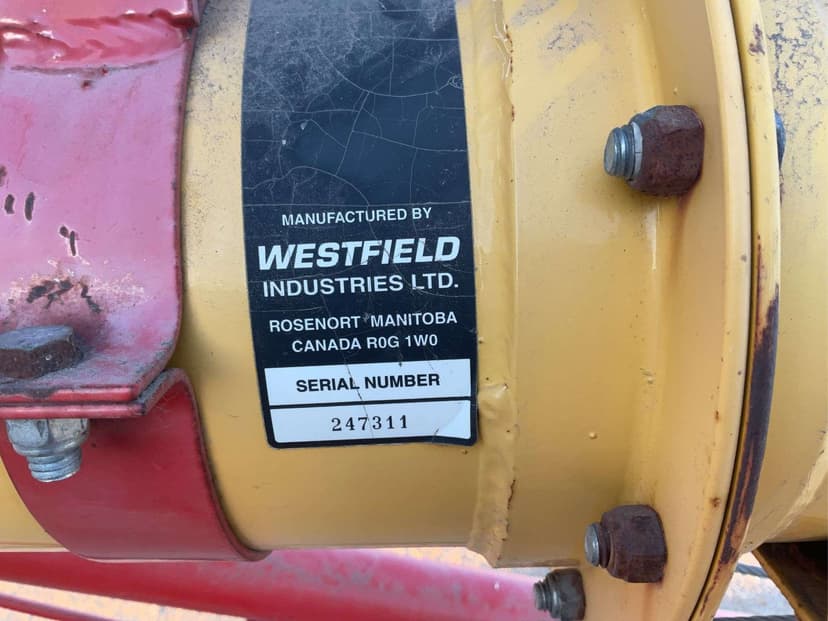 MANUFACTURED BY
WESTFIELD
INDUSTRIES LTD.
ROSENORT MANITOBA
CANADA R0G 1W0
SERIAL NUMBER
247311